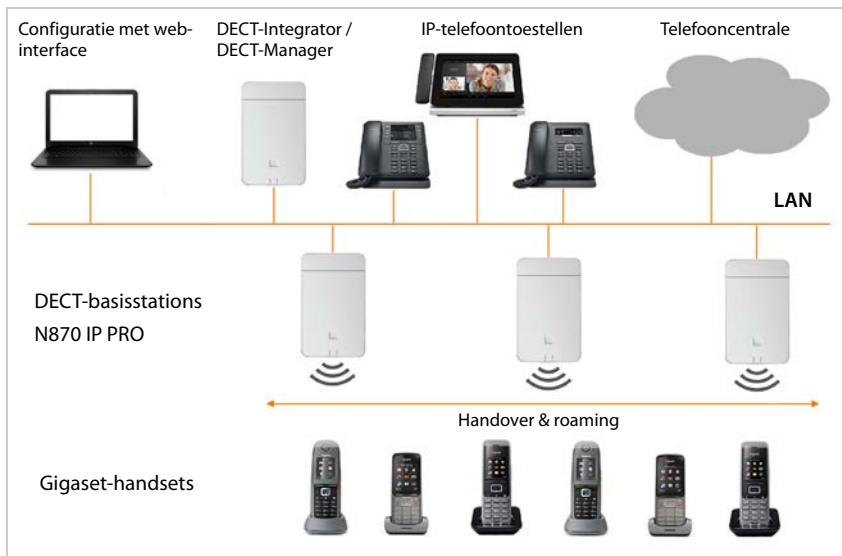 Configuratie met web-
interface
DECT-Integrator /
DECT-Manager
IP-telefoontoestellen
Telefooncentrale
LAN
DECT-basisstations
N870 IP PRO
Handover & roaming
Gigaset-handsets